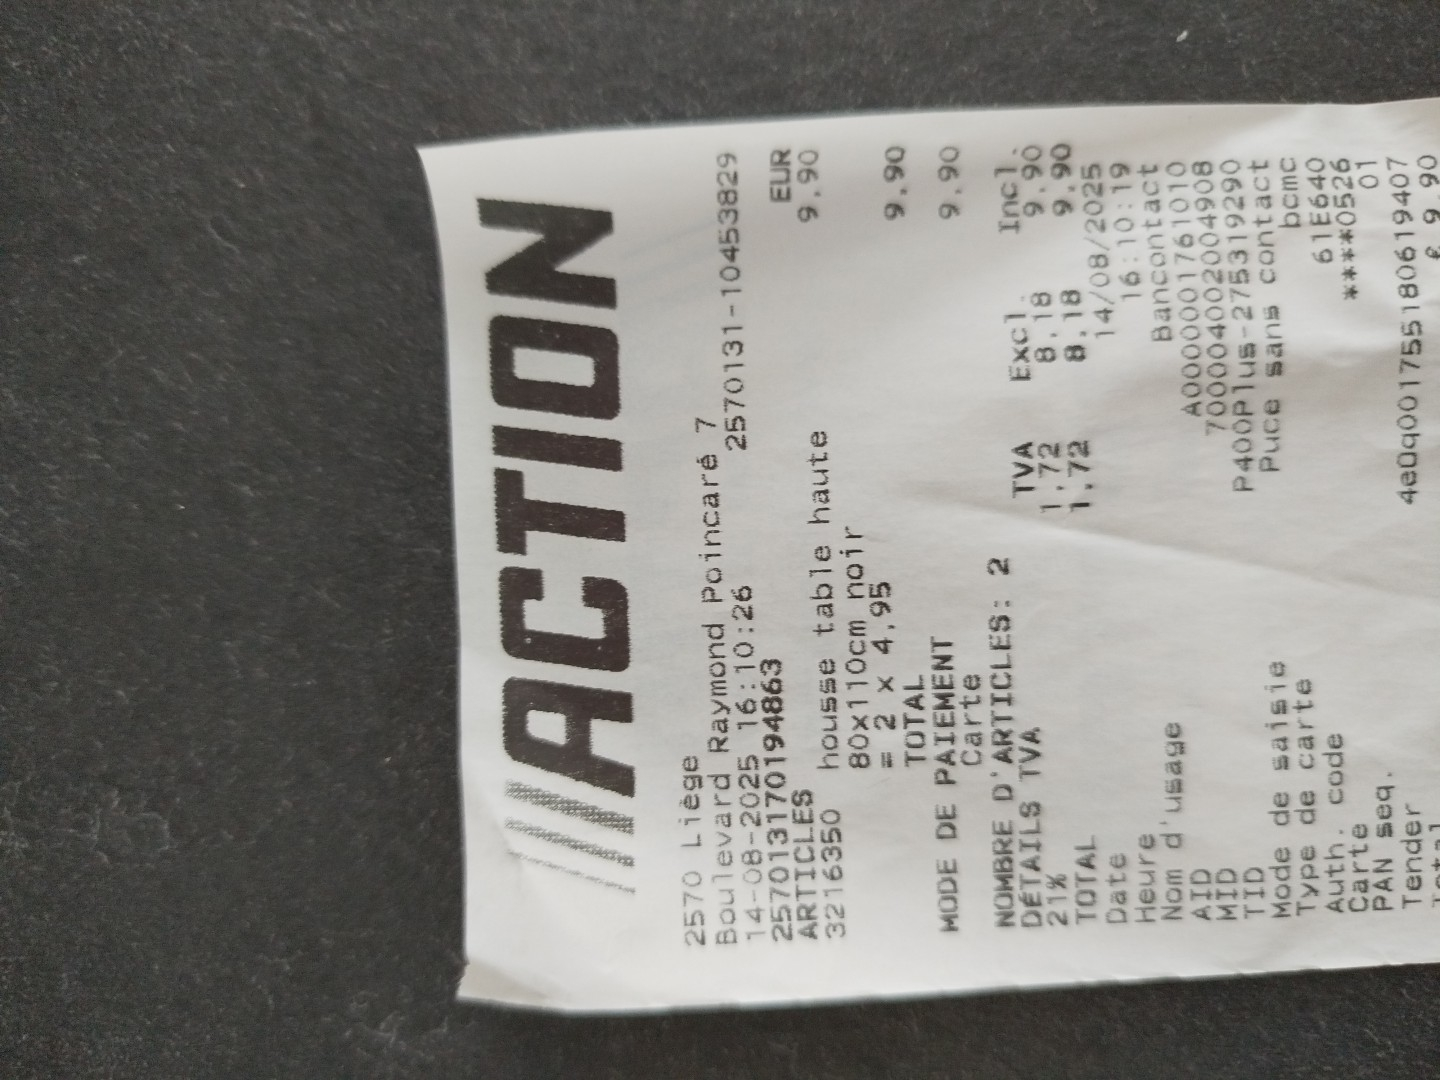 ACTION
2570 Liège
Boulevard Raymond Poincaré 7
14-08-2025 16:10:26 2570131-10453829
2570131701948​63
ARTICLES EUR
3216350 housse table haute 9,90
80x110cm noir
= 2 x 4,95
TOTAL 9,90
MODE DE PAIEMENT
Carte 9,90
NOMBRE D'ARTICLES: 2
DÉTAILS TVA TVA Excl. Incl.
21% 1,72 8,18 9,90
TOTAL 1,72 8,18 9,90
Date 14/08/2025
Heure 16:10:19
Nom d'usage Bancontact
AID A0000001761010
MID 70004002004908
TID P400Plus-275319290
Mode de saisie Puce sans contact
Type de carte bcmc
Auth. code 61E640
Carte ****0526
PAN seq. 01
Tender 4e0q001755180619407
Total € 9,90